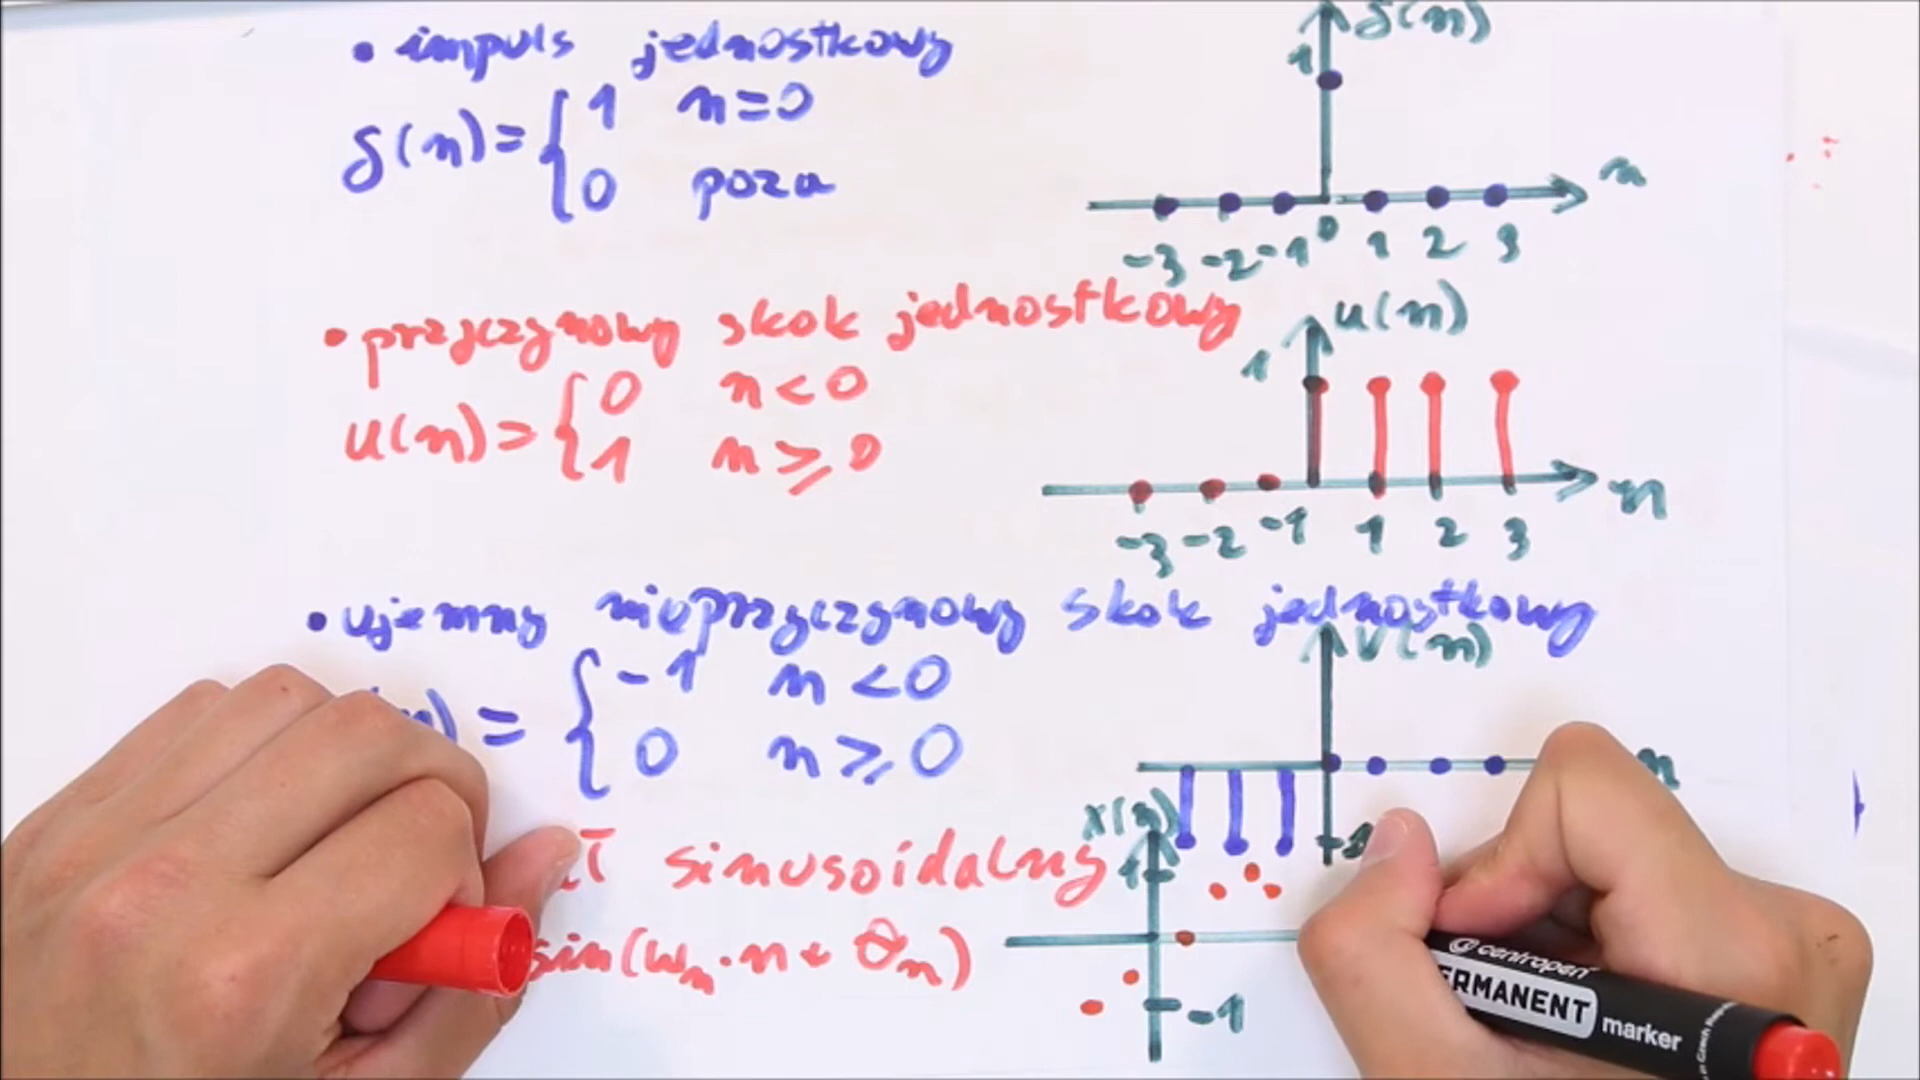 • impuls jednostkowy
δ(n) = { 1 n=0
0 poza
δ(n)
1
n
-3 -2 -1 0 1 2 3
• przyczynowy skok jednostkowy
u(n) = { 0 n<0
1 n⩾0
u(n)
1
n
-3 -2 -1 1 2 3
• ujemny nieprzyczynowy skok jednostkowy
n) = { -1 n<0
0 n⩾0
V(n)
n
sinusoidalny
sin(ωn·n+θn)
x(n)
1
-1
centropen
ERMANENT
marker